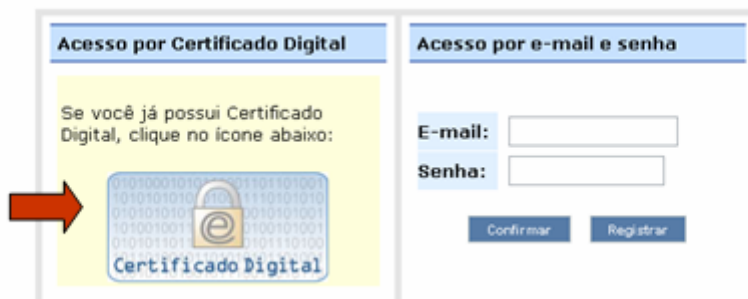 Acesso por Certificado Digital
Se você já possui Certificado
Digital, clique no ícone abaixo:
Certificado Digital
Acesso por e-mail e senha
E-mail:
Senha:
Confirmar
Registrar